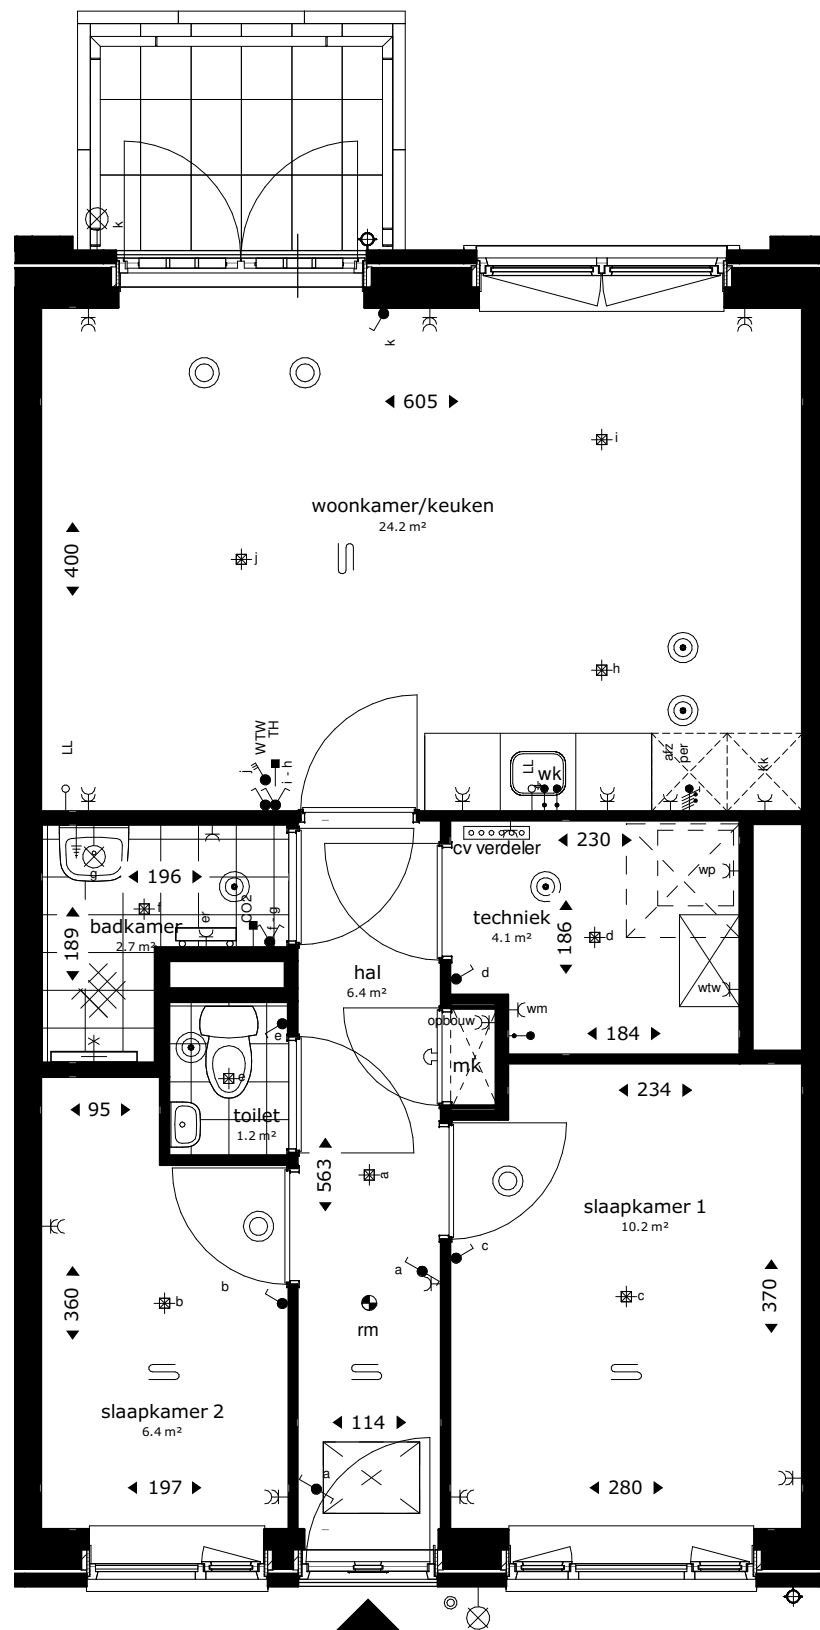 k
k
605
i
woonkamer/keuken
24.2 m²
400
j
h
LL
WTW
TH
j
i - h
LL
wk
afz
per
kk
cv verdeler
230
wp
g
196
f
badkamer
2.7 m²
189
er
CO2
f - g
techniek
4.1 m²
186
d
hal
6.4 m²
d
wtw
wm
opbouw
184
e
e
mk
toilet
1.2 m²
95
234
563
a
slaapkamer 1
10.2 m²
c
a
b
b
360
c
370
rm
slaapkamer 2
6.4 m²
114
a
197
280